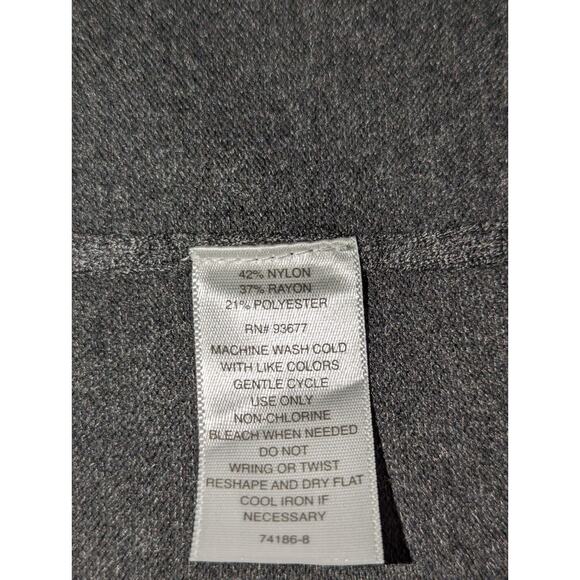 42% NYLON
37% RAYON
21% POLYESTER
RN# 93677
MACHINE WASH COLD
WITH LIKE COLORS
GENTLE CYCLE
USE ONLY
NON-CHLORINE
BLEACH WHEN NEEDED
DO NOT
WRING OR TWIST
RESHAPE AND DRY FLAT
COOL IRON IF
NECESSARY
74186-8